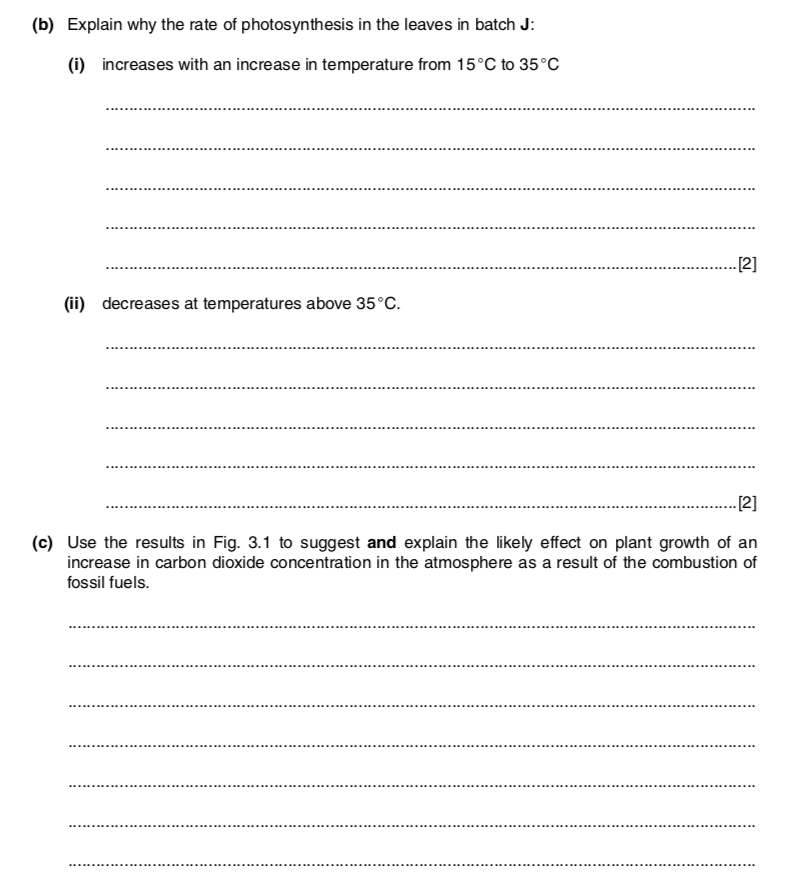 (b) Explain why the rate of photosynthesis in the leaves in batch J:
(i) increases with an increase in temperature from 15°C to 35°C
[2]
(ii) decreases at temperatures above 35°C.
[2]
(c) Use the results in Fig. 3.1 to suggest and explain the likely effect on plant growth of an
increase in carbon dioxide concentration in the atmosphere as a result of the combustion of
fossil fuels.